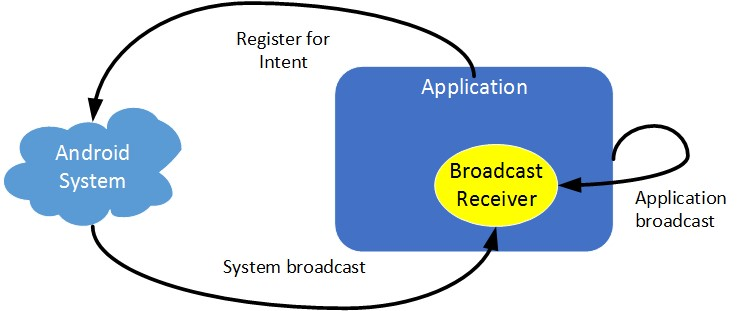 Register for
Intent
Application
Android
System
Broadcast
Receiver
Application
broadcast
System broadcast